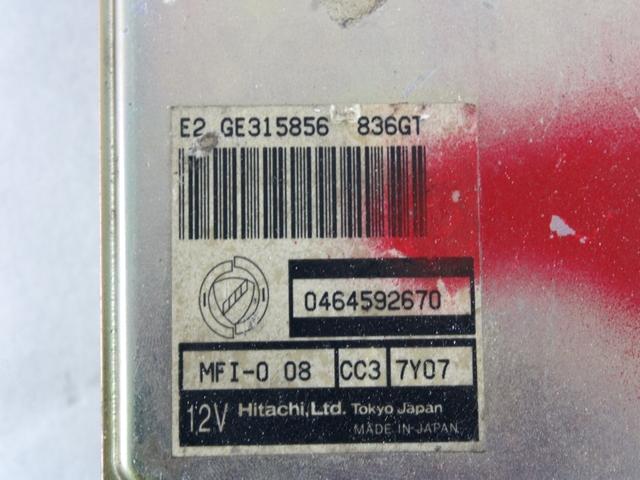 E2 GE315856 836GT
0464592670
MFI-0 08 CC3 7Y07
12V Hitachi, Ltd. Tokyo Japan
MADE IN JAPAN